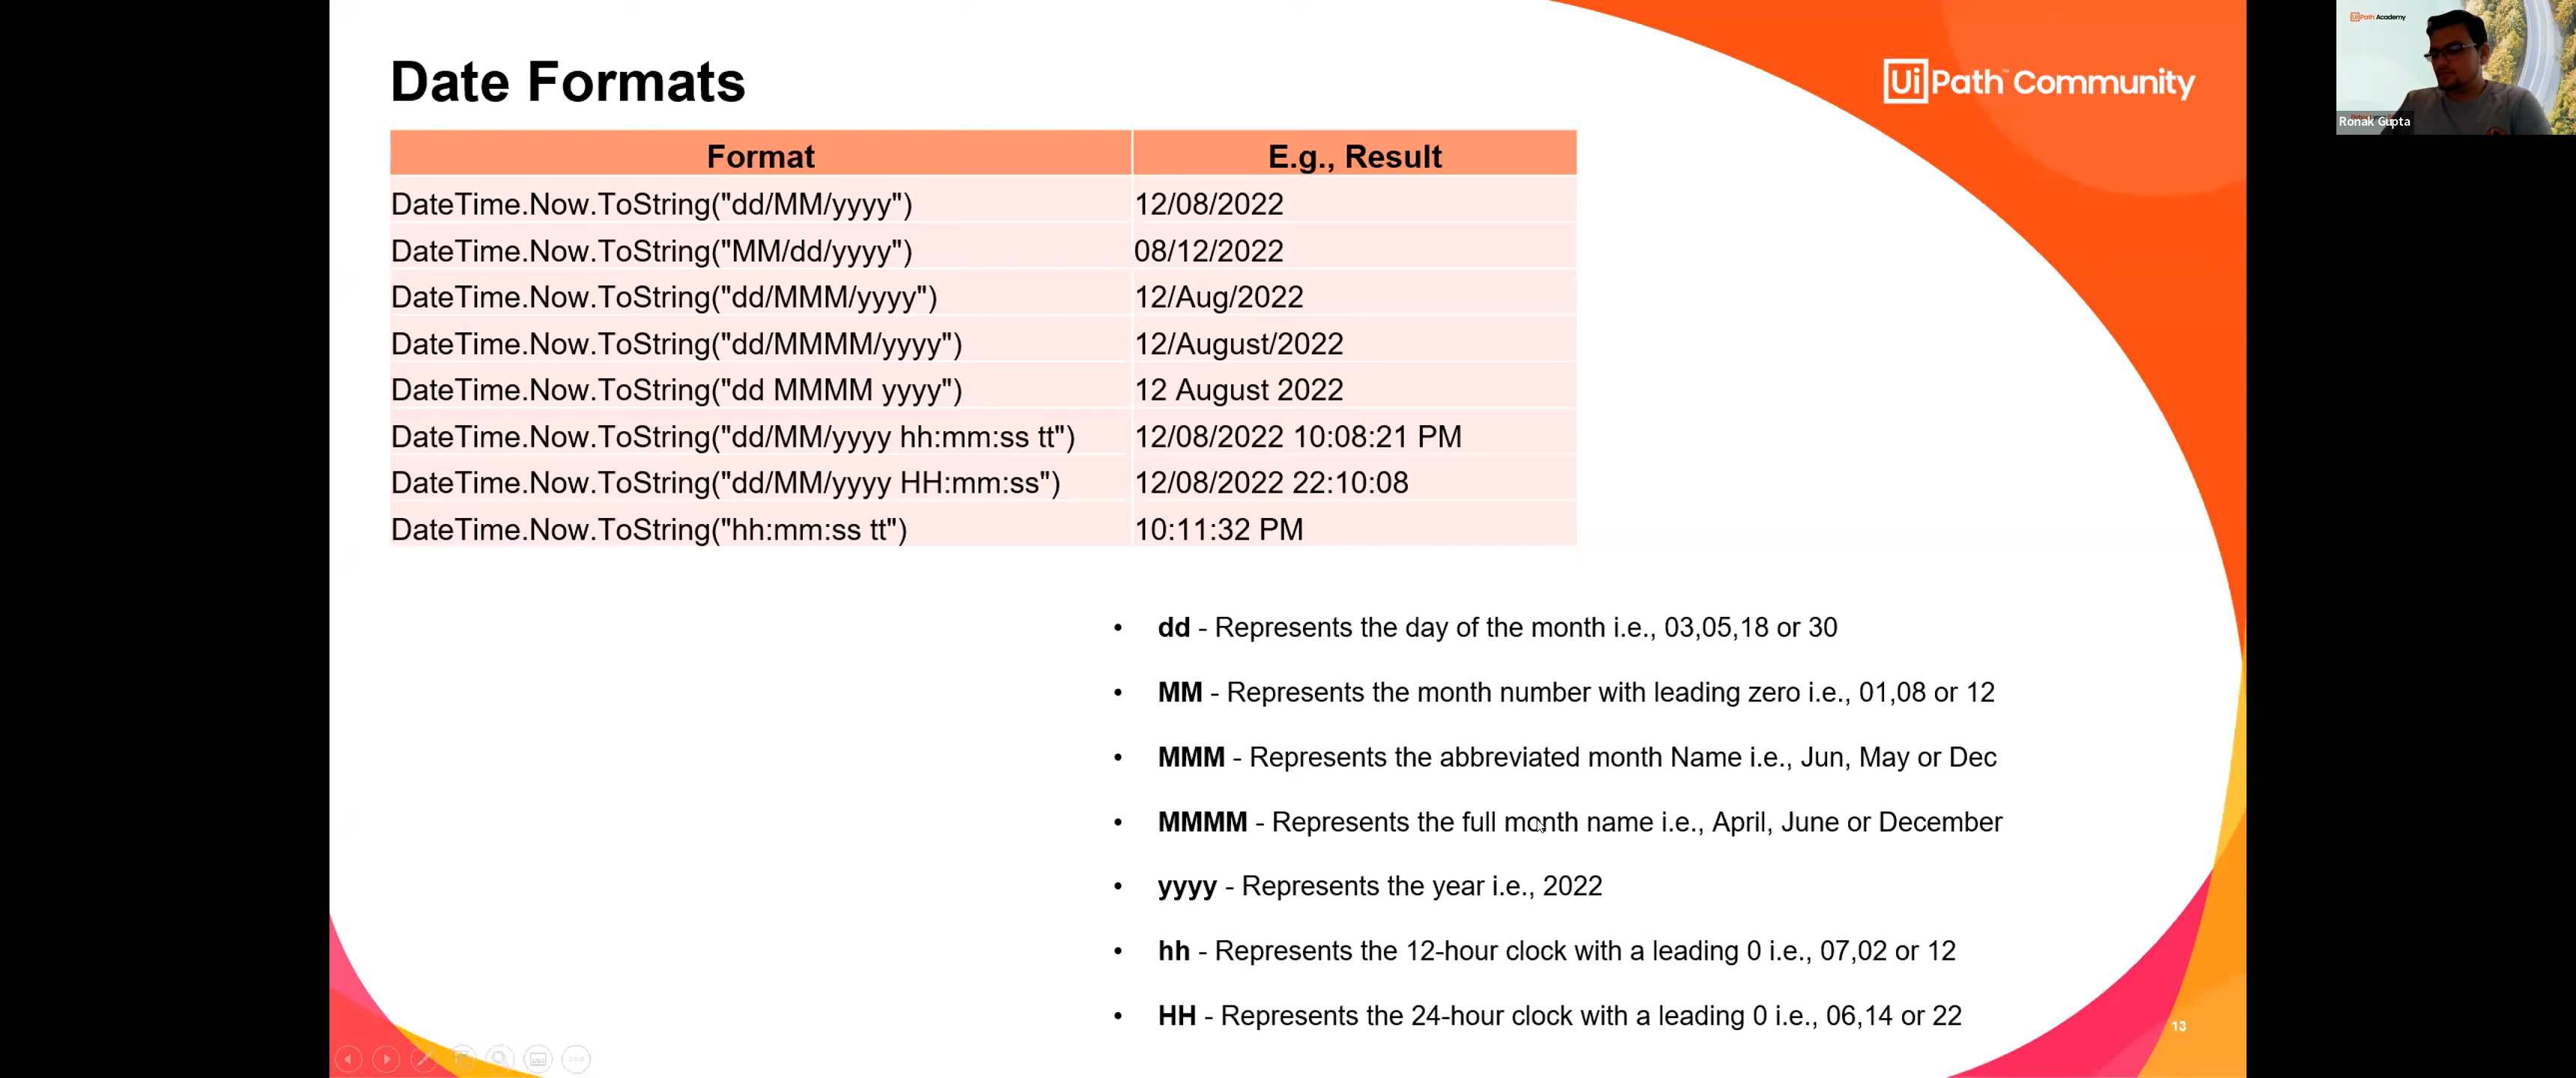 Date Formats
UiPath™ Community
UiPath Academy
Ronak Gupta
Format E.g., Result
DateTime.Now.ToString("dd/MM/yyyy") 12/08/2022
DateTime.Now.ToString("MM/dd/yyyy") 08/12/2022
DateTime.Now.ToString("dd/MMM/yyyy") 12/Aug/2022
DateTime.Now.ToString("dd/MMMM/yyyy") 12/August/2022
DateTime.Now.ToString("dd MMMM yyyy") 12 August 2022
DateTime.Now.ToString("dd/MM/yyyy hh:mm:ss tt") 12/08/2022 10:08:21 PM
DateTime.Now.ToString("dd/MM/yyyy HH:mm:ss") 12/08/2022 22:10:08
DateTime.Now.ToString("hh:mm:ss tt") 10:11:32 PM
• dd - Represents the day of the month i.e., 03,05,18 or 30
• MM - Represents the month number with leading zero i.e., 01,08 or 12
• MMM - Represents the abbreviated month Name i.e., Jun, May or Dec
• MMMM - Represents the full month name i.e., April, June or December
• yyyy - Represents the year i.e., 2022
• hh - Represents the 12-hour clock with a leading 0 i.e., 07,02 or 12
• HH - Represents the 24-hour clock with a leading 0 i.e., 06,14 or 22
13